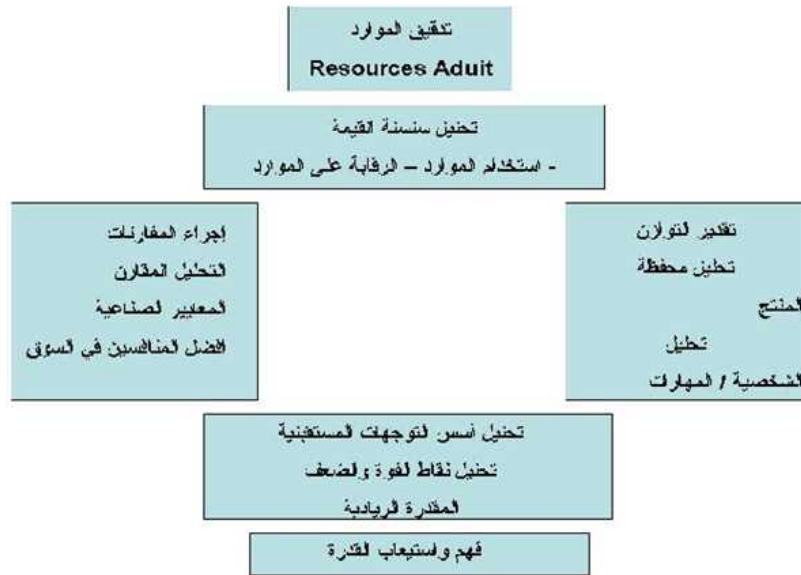 تدقيق الموارد
Resources Aduit
تحليل سلسلة القيمة
- استخدام الموارد – الرقابة على الموارد
إجراء المقارنات
التحليل المقارن
المعايير الصناعية
افضل المنافسين في السوق
تقدير التوازن
تحليل محفظة
المنتج
تحليل
الشخصية / المهارات
تحليل أسس التوجهات المستقبلية
تحليل نقاط القوة والضعف
المقدرة الريادية
فهم واستيعاب القدرة